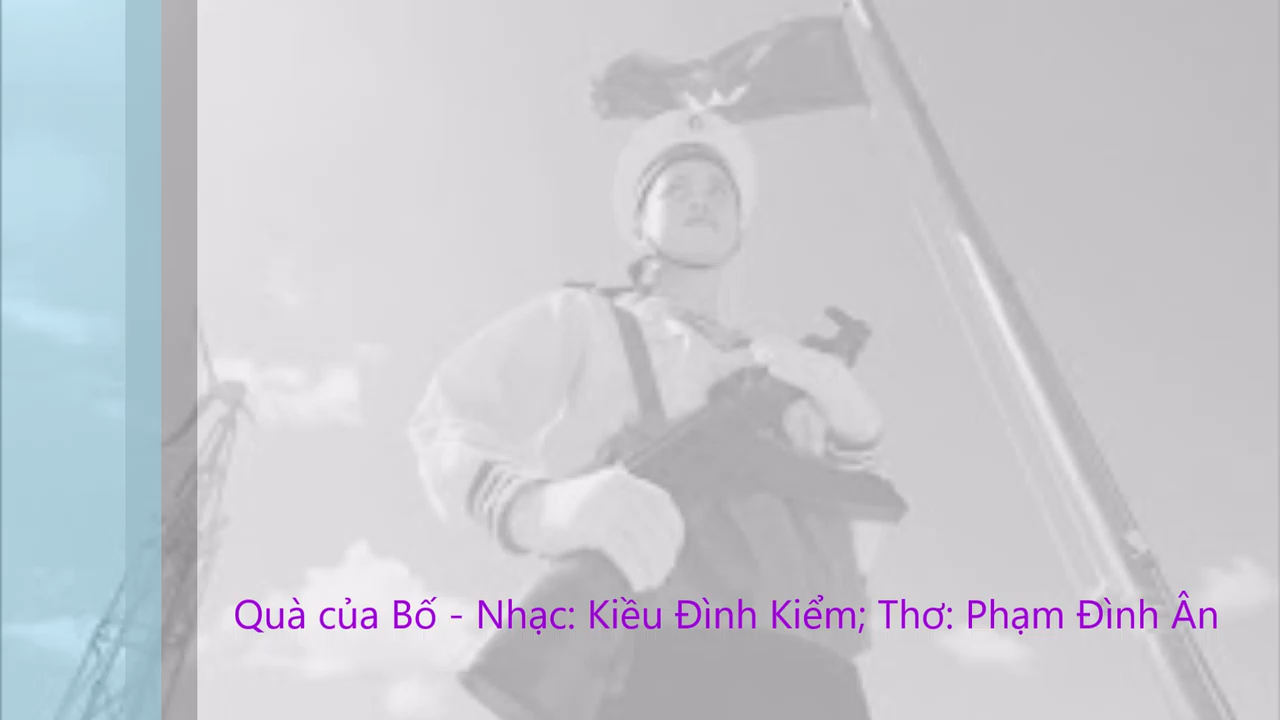 Quà của Bố - Nhạc: Kiều Đình Kiểm; Thơ: Phạm Đình Ân